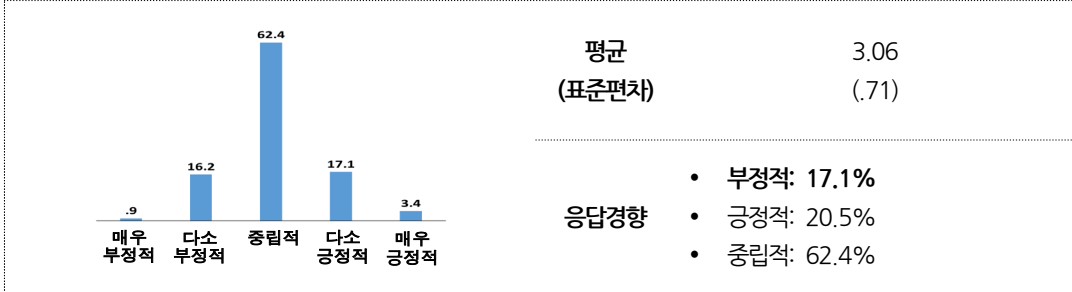 62.4
16.2
17.1
.9
3.4
매우 다소 중립적 다소 매우
부정적 부정적 긍정적 긍정적
평균 3.06
(표준편차) (.71)
• 부정적: 17.1%
응답경향 • 긍정적: 20.5%
• 중립적: 62.4%